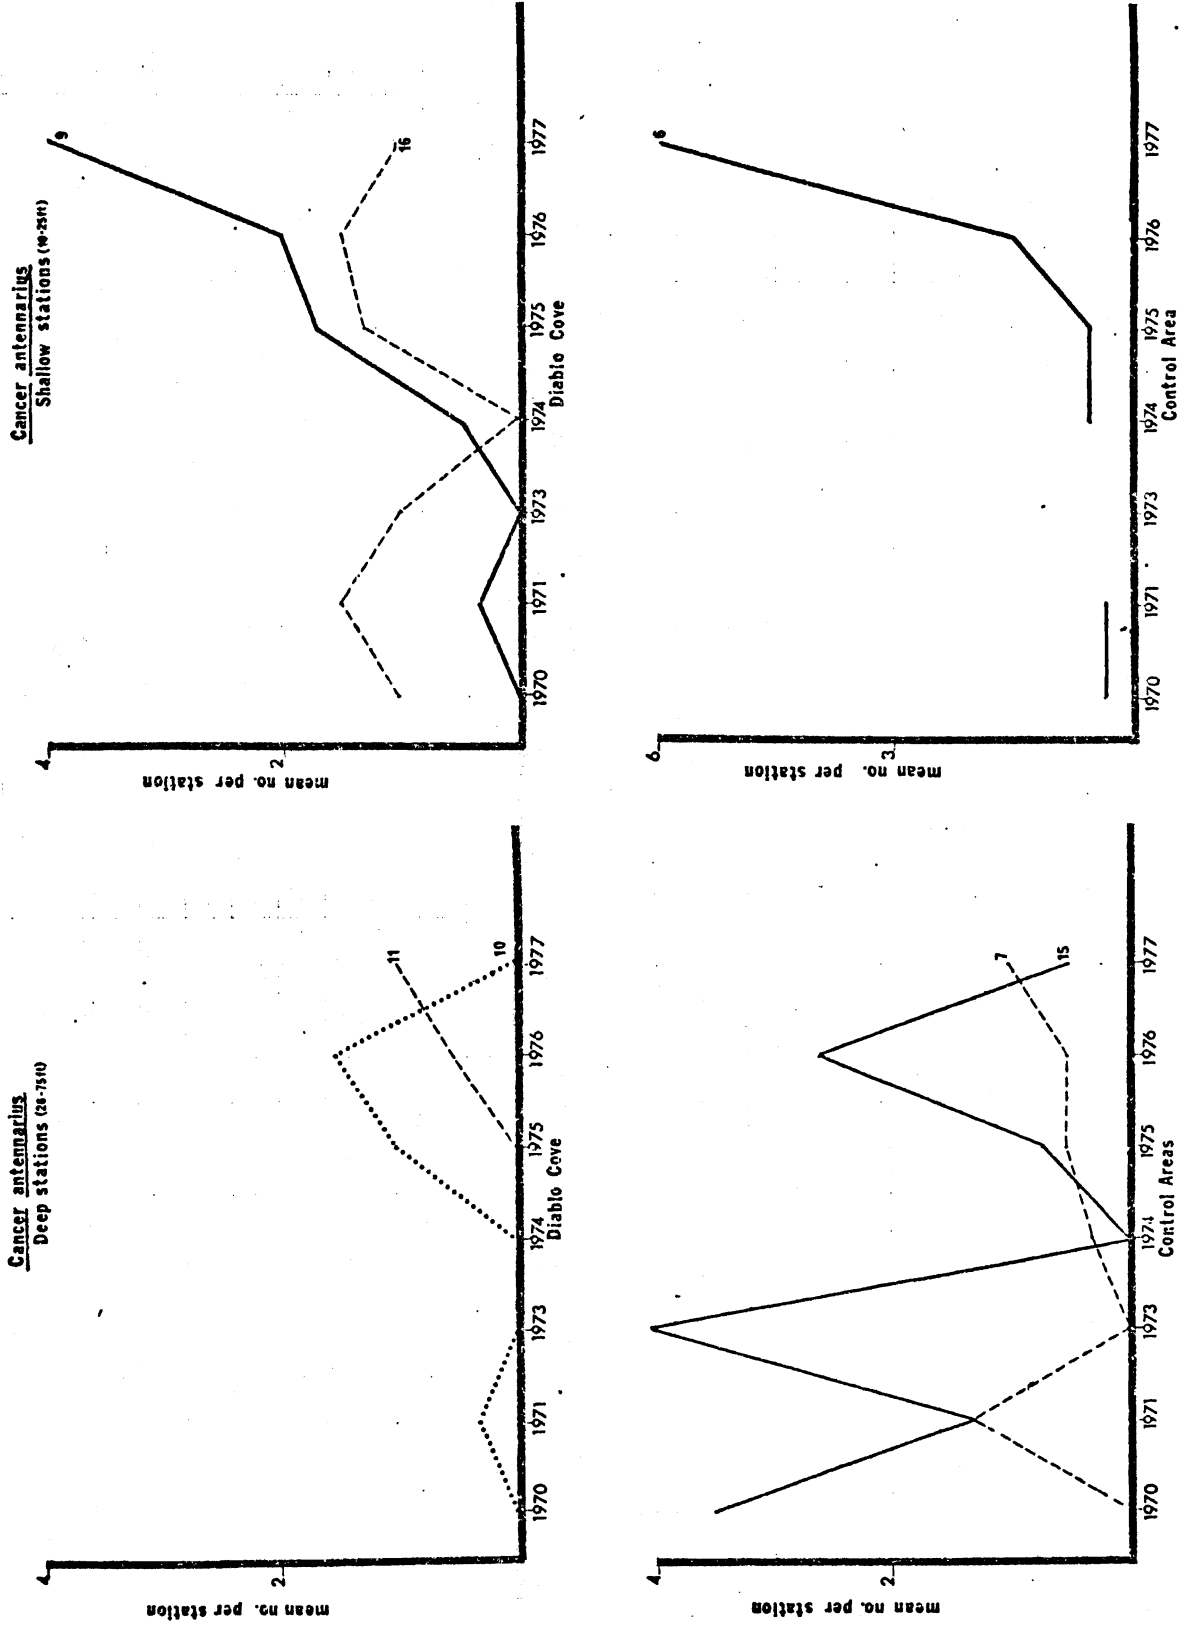 Cancer antennarius
Deep stations (26-75ft)
4
2
mean no. per station
11
10
1970 1971 1973 1974 1975 1976 1977
Diablo Cove
4
2
mean no. per station
7
15
1970 1971 1973 1974 1975 1976 1977
Control Areas
Cancer antennarius
Shallow stations (10-25ft)
4
2
mean no. per station
9
16
1970 1971 1973 1974 1975 1976 1977
Diablo Cove
6
3
mean no. per station
6
1970 1971 1973 1974 1975 1976 1977
Control Area